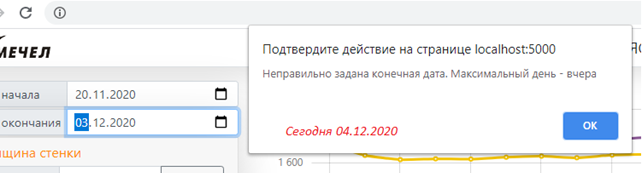 МЕЧЕЛ
начала 20.11.2020
окончания 03.12.2020
щина стенки
Подтвердите действие на странице localhost:5000
Неправильно задана конечная дата. Максимальный день - вчера
Сегодня 04.12.2020
ОК
1 600